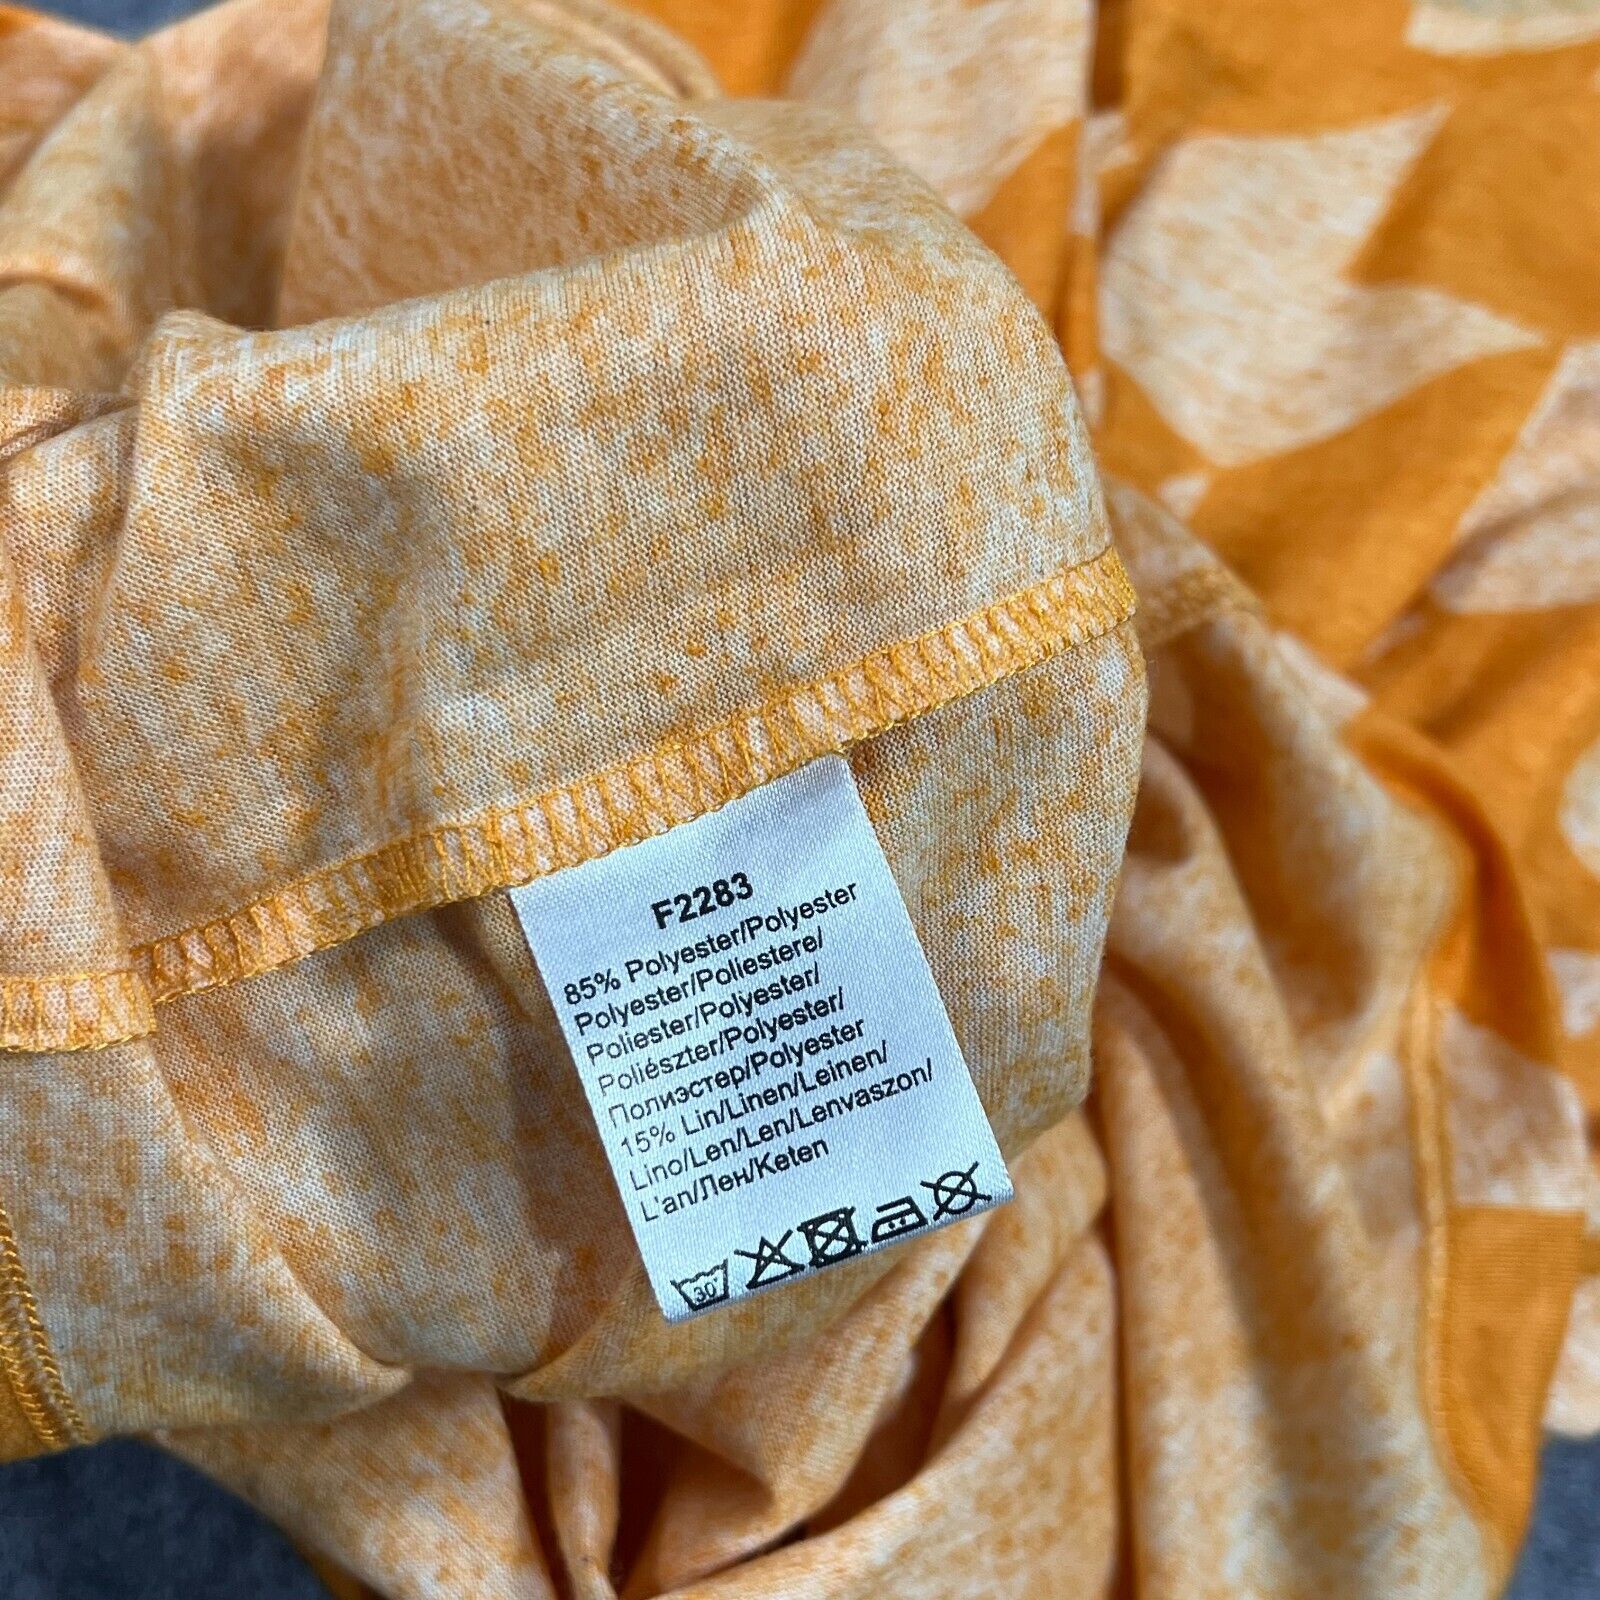 F2283
85% Polyester/Polyester
Polyester/Poliestere/
Poliester/Polyester/
Poliészter/Polyester/
Полиэстер/Polyester
15% Lin/Linen/Leinen/
Lino/Len/Len/Lenvaszon/
L'an/Лен/Keten
30°